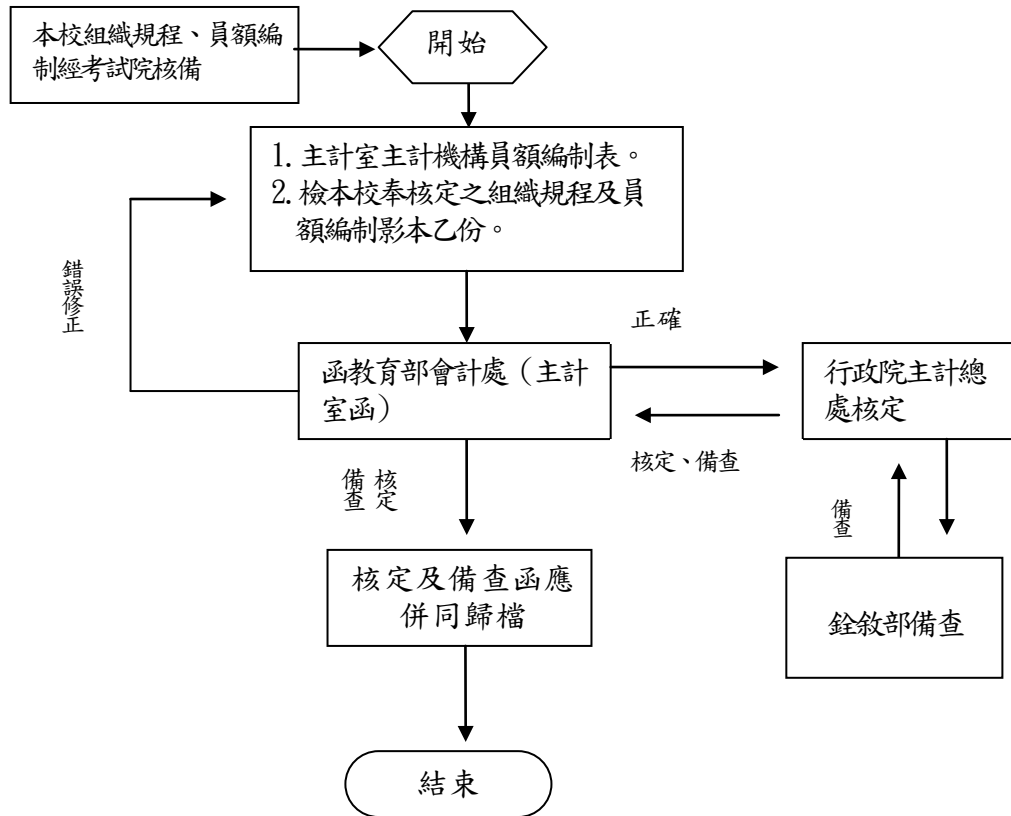 本校組織規程、員額編
制經考試院核備
開始
1. 主計室主計機構員額編制表。
2. 檢本校奉核定之組織規程及員
額編制影本乙份。
錯誤修正
正確
函教育部會計處（主計
室函）
行政院主計總
處核定
核定、備查
核定
備查
備查
核定及備查函應
併同歸檔
銓敘部備查
結束